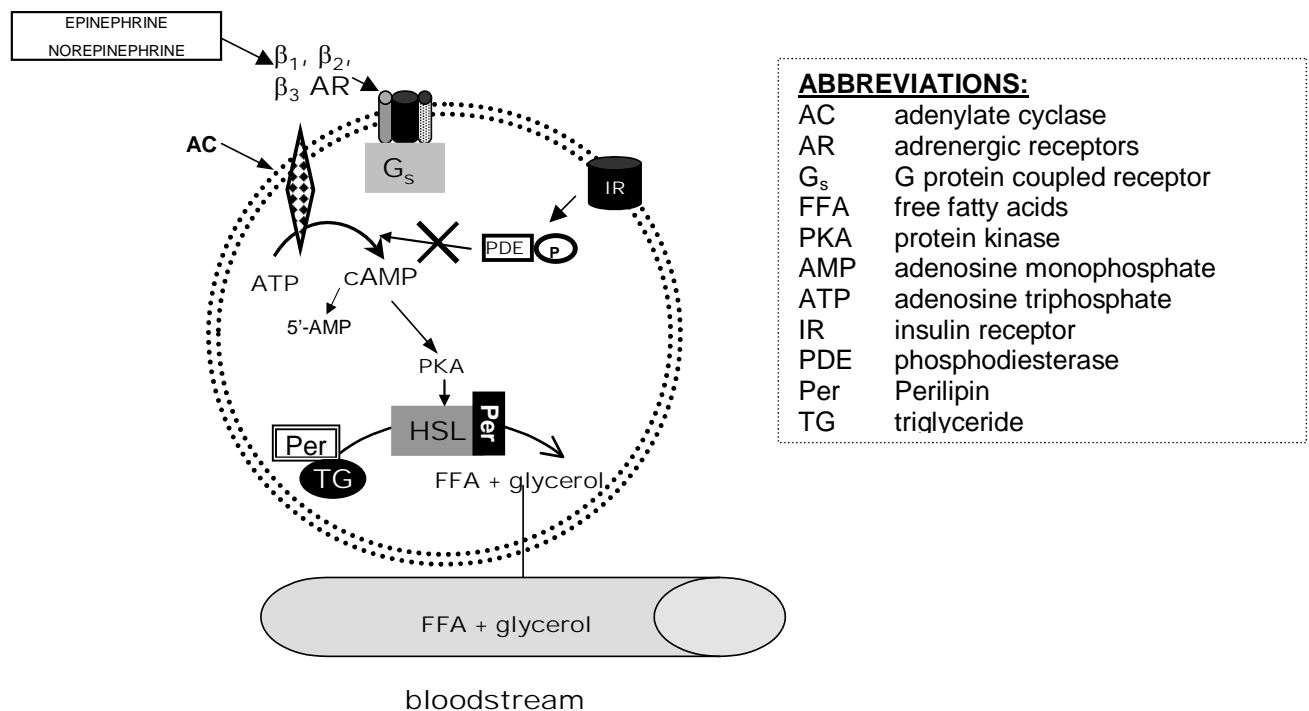 EPINEPHRINE
NOREPINEPHRINE
β1, β2,
β3 AR
AC
Gs
IR
PDE
P
ATP
cAMP
5’-AMP
PKA
HSL
Per
Per
TG
FFA + glycerol
FFA + glycerol
bloodstream
ABBREVIATIONS:
AC adenylate cyclase
AR adrenergic receptors
Gs G protein coupled receptor
FFA free fatty acids
PKA protein kinase
AMP adenosine monophosphate
ATP adenosine triphosphate
IR insulin receptor
PDE phosphodiesterase
Per Perilipin
TG triglyceride